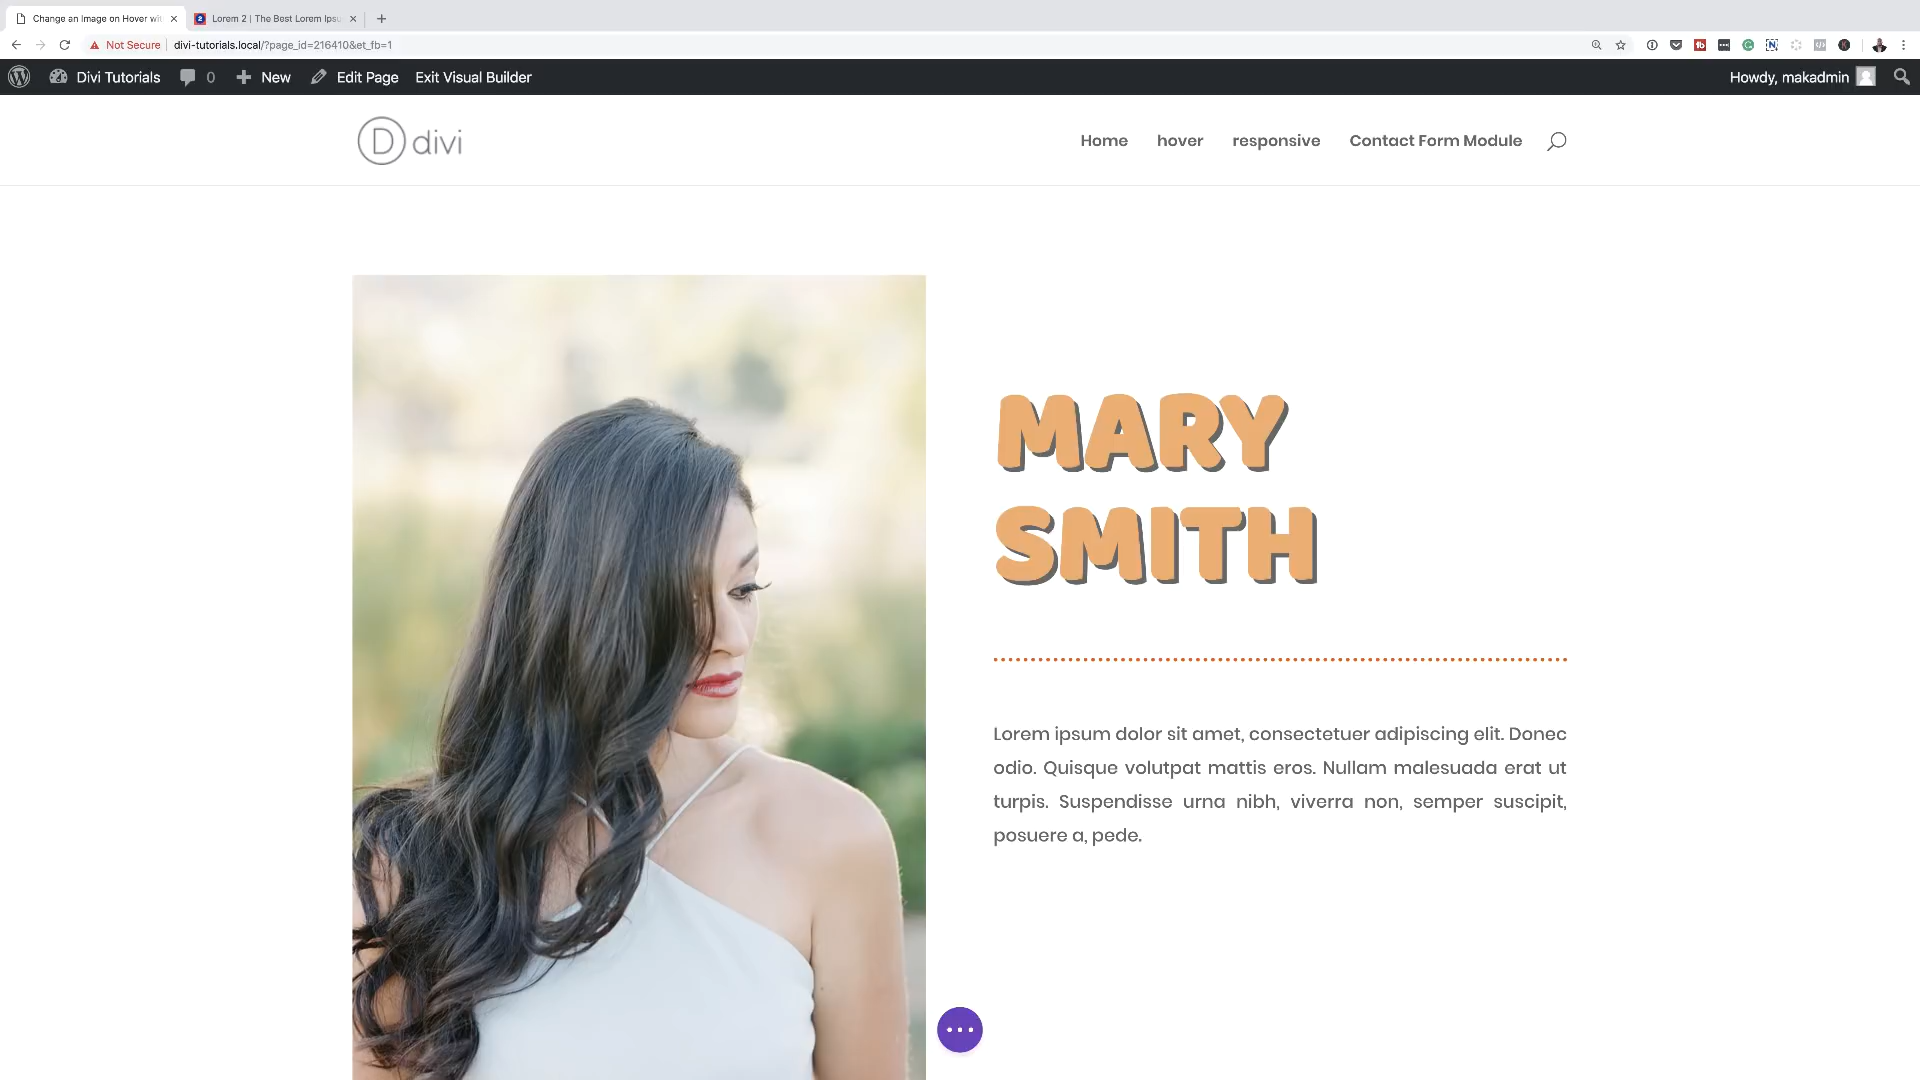 Change an Image on Hover wi
Lorem 2 | The Best Lorem Ipsu
Not Secure
divi-tutorials.local/?page_id=216410&et_fb=1
Divi Tutorials
0
New
Edit Page
Exit Visual Builder
Howdy, makadmin
D divi
Home
hover
responsive
Contact Form Module
MARY
SMITH
Lorem ipsum dolor sit amet, consectetuer adipiscing elit. Donec
odio. Quisque volutpat mattis eros. Nullam malesuada erat ut
turpis. Suspendisse urna nibh, viverra non, semper suscipit,
posuere a, pede.